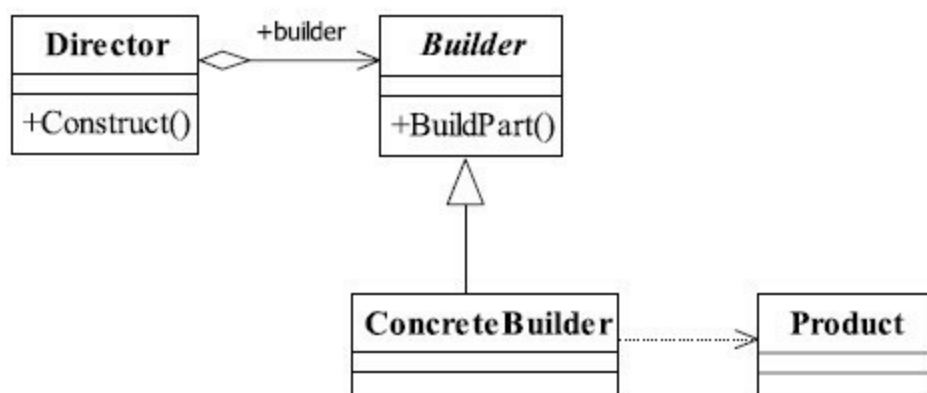 Director
+Construct()
+builder
Builder
+BuildPart()
ConcreteBuilder
Product